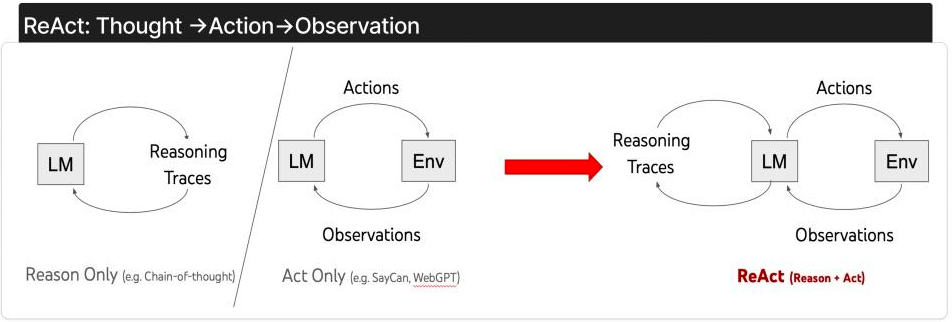 ReAct: Thought →Action→Observation
LM
Reasoning
Traces
Reason Only (e.g. Chain-of-thought)
Actions
LM
Env
Observations
Act Only (e.g. SayCan, WebGPT)
Reasoning
Traces
LM
Actions
Env
Observations
ReAct (Reason + Act)